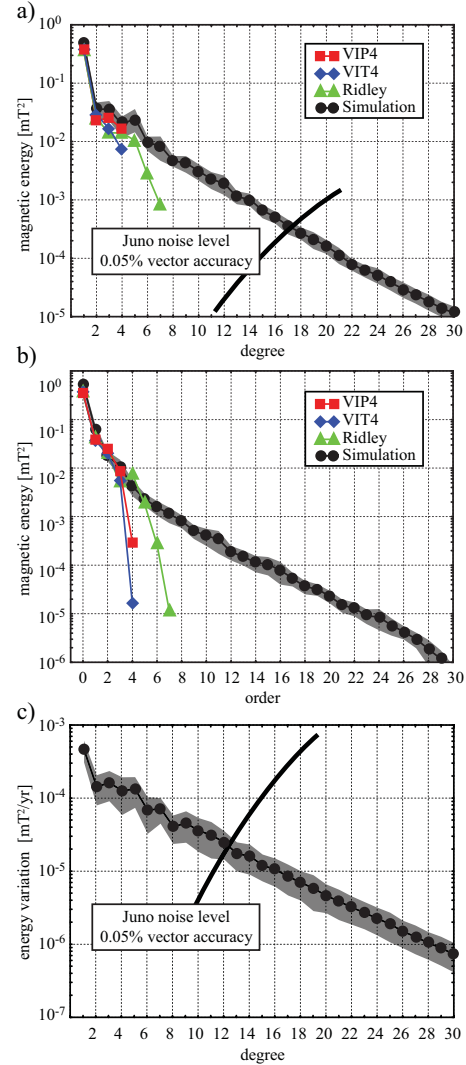 a)
10^0
10^-1
10^-2
10^-3
10^-4
10^-5
magnetic energy [mT²]
VIP4
VIT4
Ridley
Simulation
Juno noise level
0.05% vector accuracy
2 4 6 8 10 12 14 16 18 20 22 24 26 28 30
degree
b)
10^0
10^-1
10^-2
10^-3
10^-4
10^-5
10^-6
magnetic energy [mT²]
VIP4
VIT4
Ridley
Simulation
0 2 4 6 8 10 12 14 16 18 20 22 24 26 28 30
order
c)
10^-3
10^-4
10^-5
10^-6
10^-7
energy variation [mT²/yr]
Juno noise level
0.05% vector accuracy
2 4 6 8 10 12 14 16 18 20 22 24 26 28 30
degree